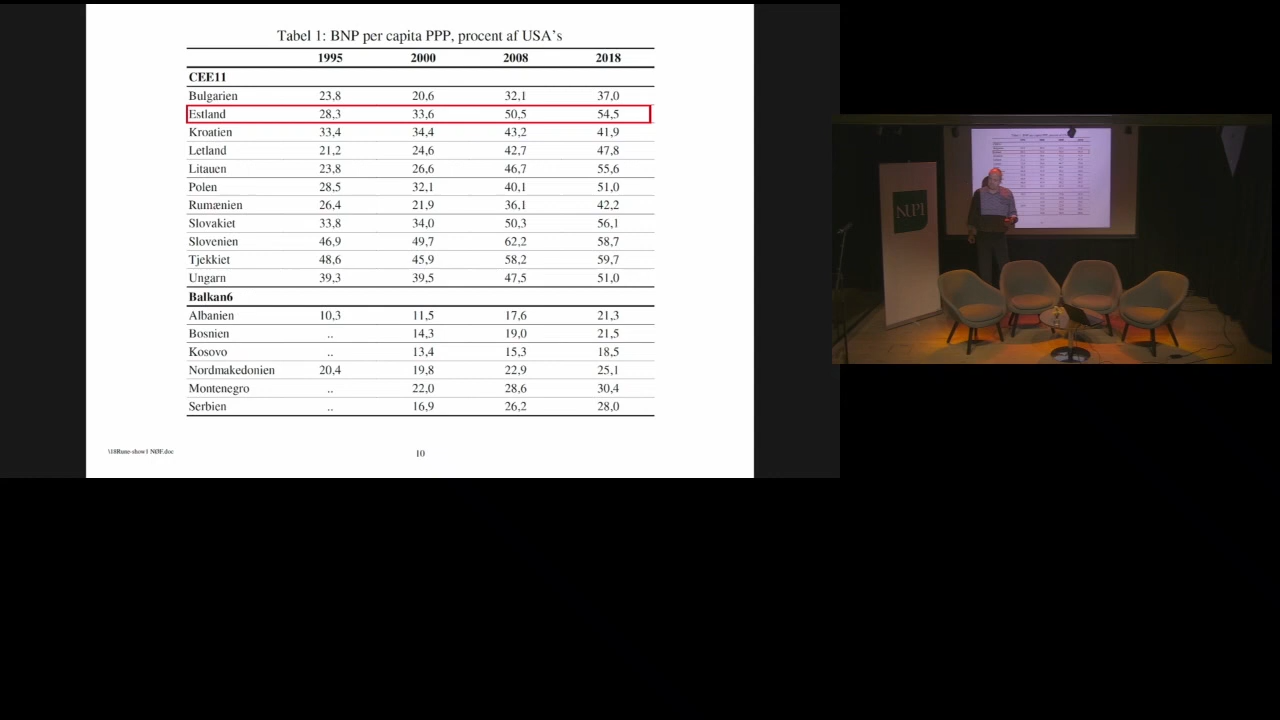 Tabel 1: BNP per capita PPP, procent af USA's
1995 2000 2008 2018
CEE11
Bulgarien 23,8 20,6 32,1 37,0
Estland 28,3 33,6 50,5 54,5
Kroatien 33,4 34,4 43,2 41,9
Letland 21,2 24,6 42,7 47,8
Litauen 23,8 26,6 46,7 55,6
Polen 28,5 32,1 40,1 51,0
Rumænien 26,4 21,9 36,1 42,2
Slovakiet 33,8 34,0 50,3 56,1
Slovenien 46,9 49,7 62,2 58,7
Tjekkiet 48,6 45,9 58,2 59,7
Ungarn 39,3 39,5 47,5 51,0
Balkan6
Albanien 10,3 11,5 17,6 21,3
Bosnien .. 14,3 19,0 21,5
Kosovo .. 13,4 15,3 18,5
Nordmakedonien 20,4 19,8 22,9 25,1
Montenegro .. 22,0 28,6 30,4
Serbien .. 16,9 26,2 28,0
\18Rune-show1 NØF.doc
10
NUPI